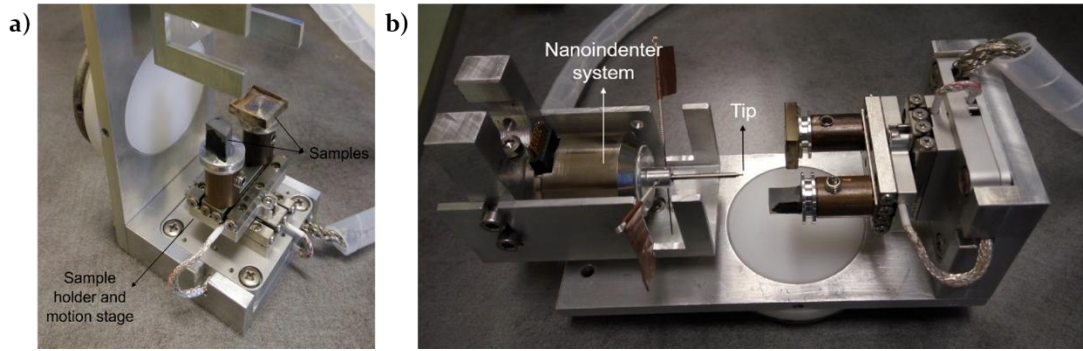 a)
Samples
Sample
holder and
motion stage
b)
Nanoindenter
system
Tip